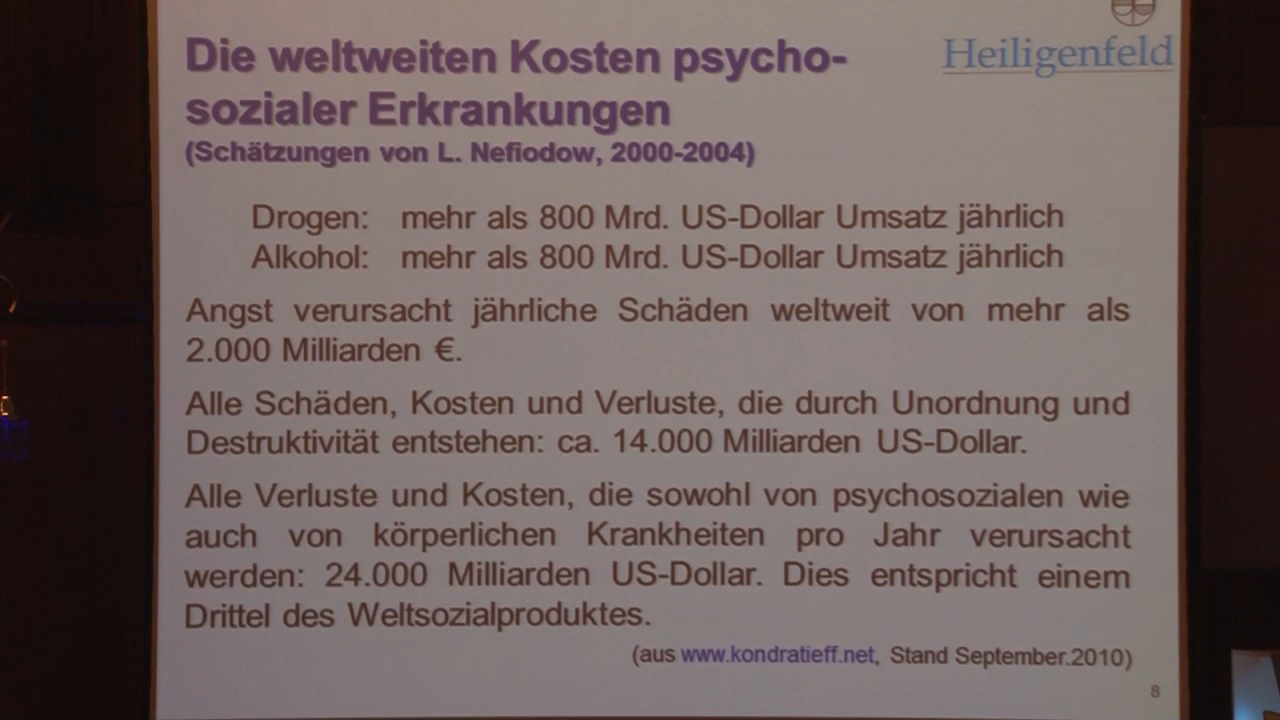 Die weltweiten Kosten psycho-
sozialer Erkrankungen
(Schätzungen von L. Nefiodow, 2000-2004)
Heiligenfeld
Drogen: mehr als 800 Mrd. US-Dollar Umsatz jährlich
Alkohol: mehr als 800 Mrd. US-Dollar Umsatz jährlich
Angst verursacht jährliche Schäden weltweit von mehr als
2.000 Milliarden €.
Alle Schäden, Kosten und Verluste, die durch Unordnung und
Destruktivität entstehen: ca. 14.000 Milliarden US-Dollar.
Alle Verluste und Kosten, die sowohl von psychosozialen wie
auch von körperlichen Krankheiten pro Jahr verursacht
werden: 24.000 Milliarden US-Dollar. Dies entspricht einem
Drittel des Weltsozialproduktes.
(aus www.kondratieff.net, Stand September.2010)
8